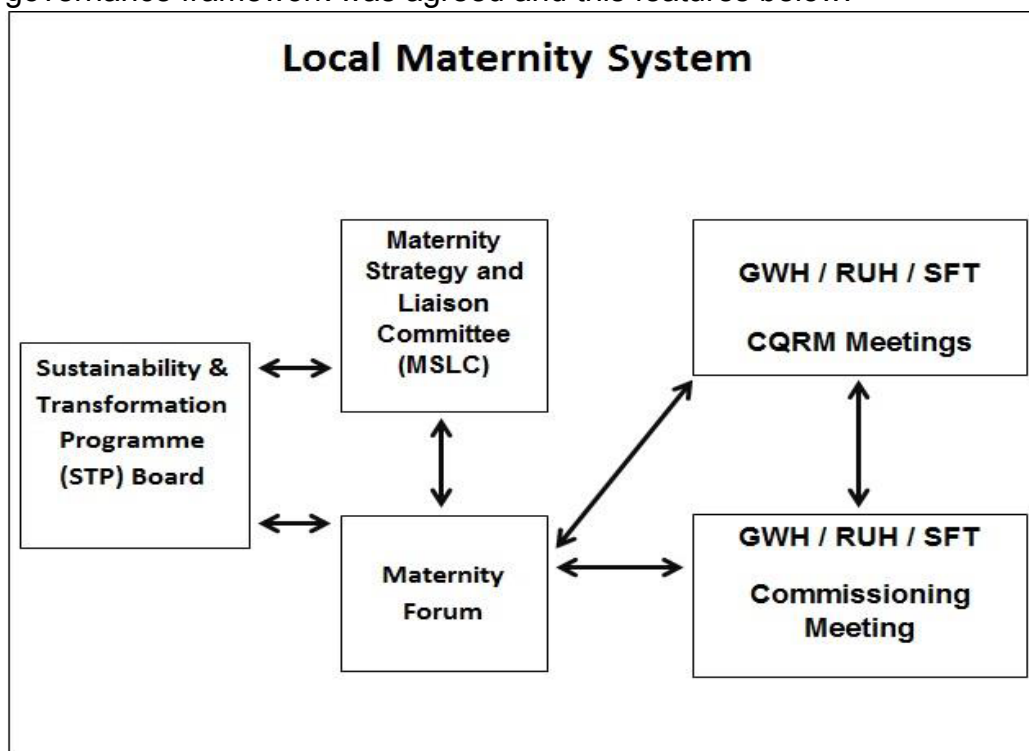 governance framework was agreed and this features below.
Local Maternity System
Maternity
Strategy and
Liaison
Committee
(MSLC)
GWH / RUH / SFT
CQRM Meetings
Sustainability &
Transformation
Programme
(STP) Board
Maternity
Forum
GWH / RUH / SFT
Commissioning
Meeting